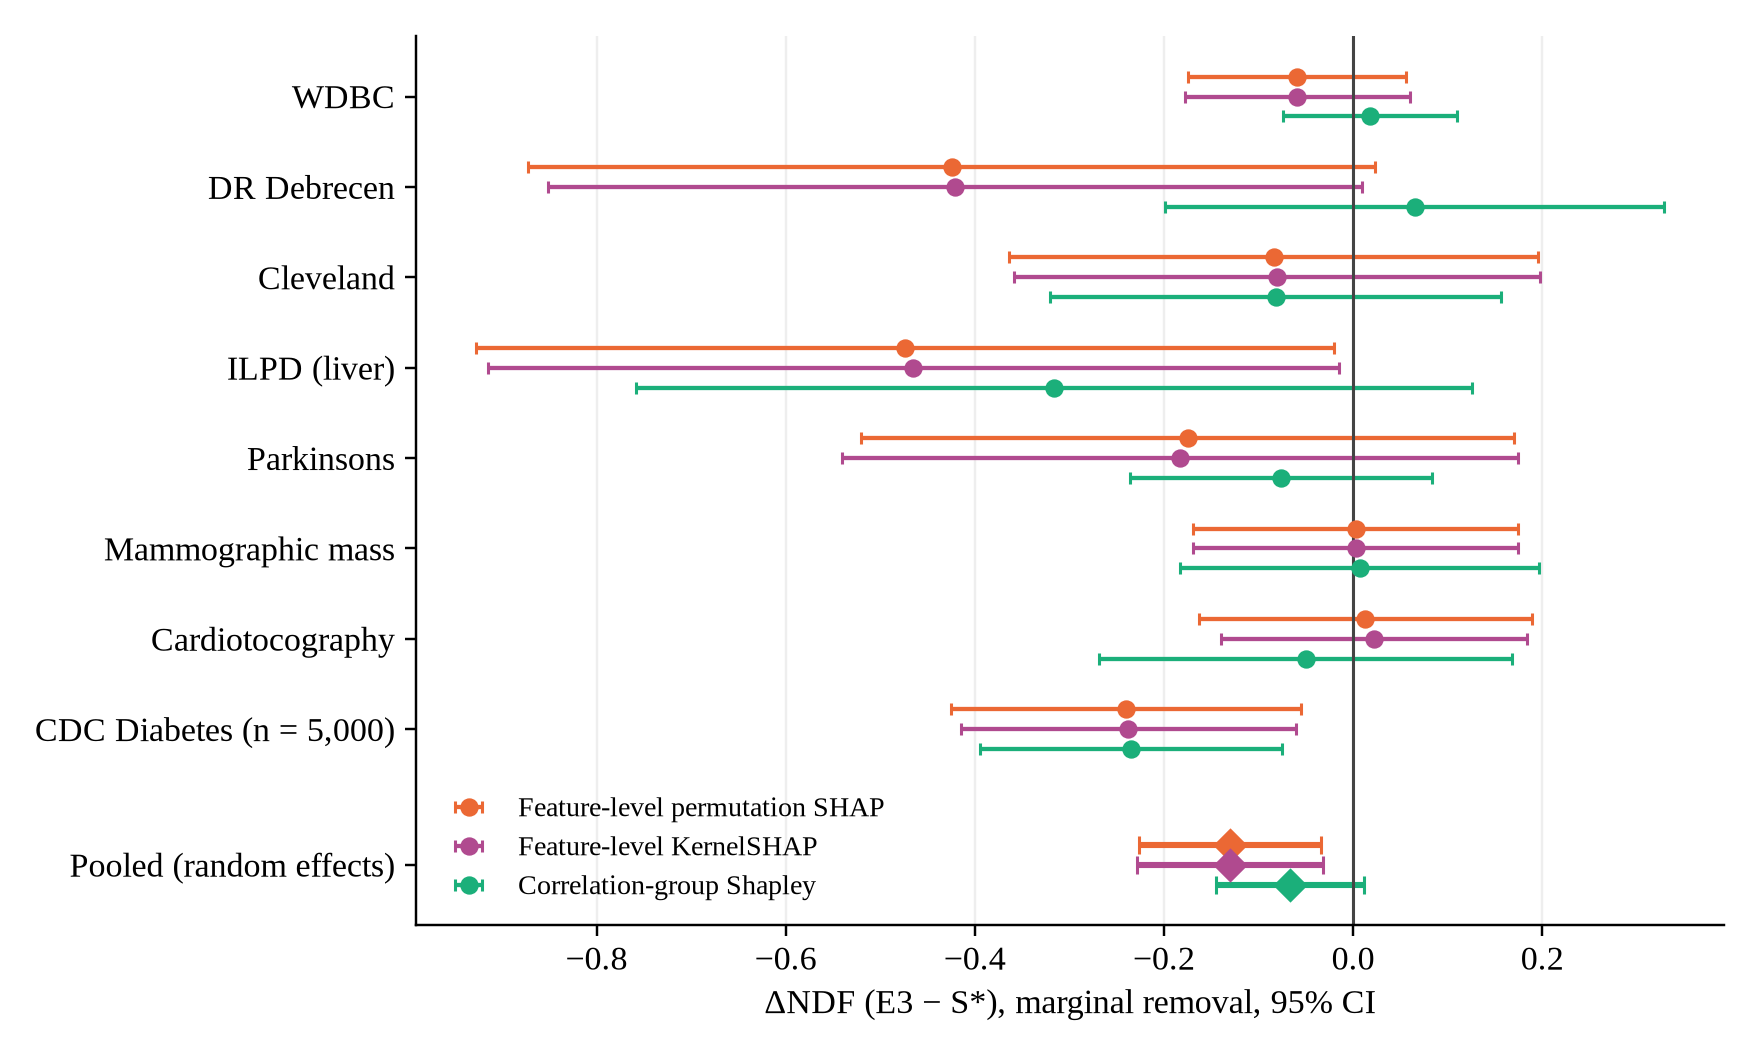 WDBC
DR Debrecen
Cleveland
ILPD (liver)
Parkinsons
Mammographic mass
Cardiotocography
CDC Diabetes (n = 5,000)
Pooled (random effects)
Feature-level permutation SHAP
Feature-level KernelSHAP
Correlation-group Shapley
−0.8 −0.6 −0.4 −0.2 0.0 0.2
ΔNDF (E3 − S*), marginal removal, 95% CI